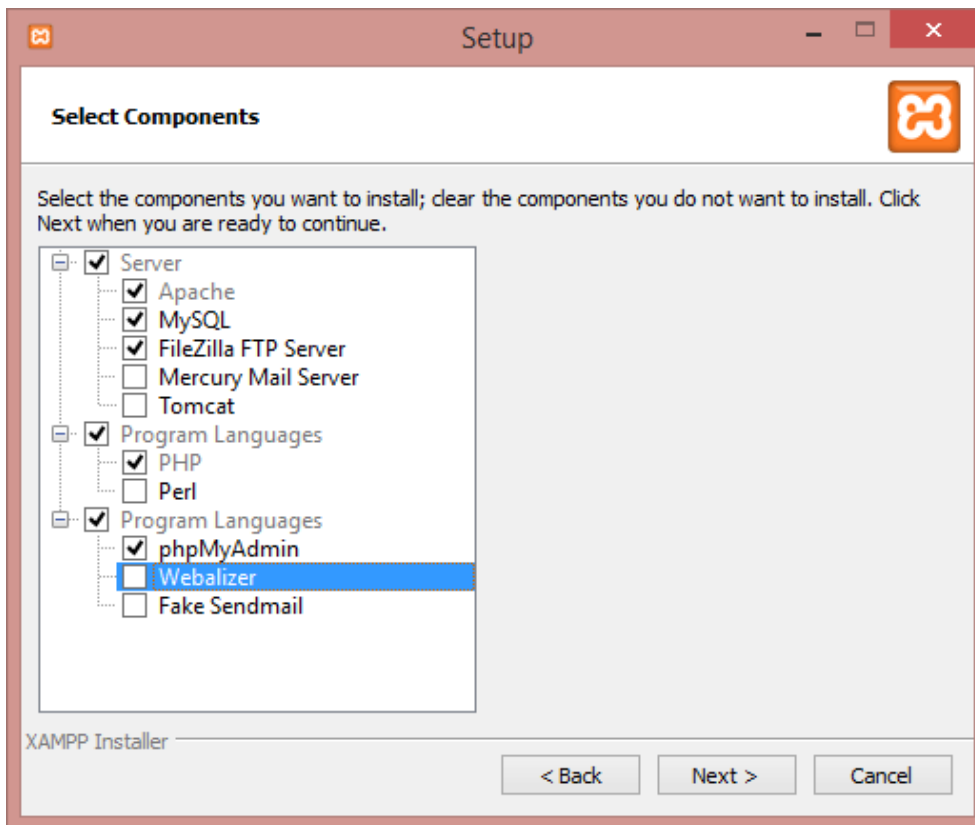 Setup
Select Components
Select the components you want to install; clear the components you do not want to install. Click
Next when you are ready to continue.
Server
Apache
MySQL
FileZilla FTP Server
Mercury Mail Server
Tomcat
Program Languages
PHP
Perl
Program Languages
phpMyAdmin
Webalizer
Fake Sendmail
XAMPP Installer
< Back
Next >
Cancel